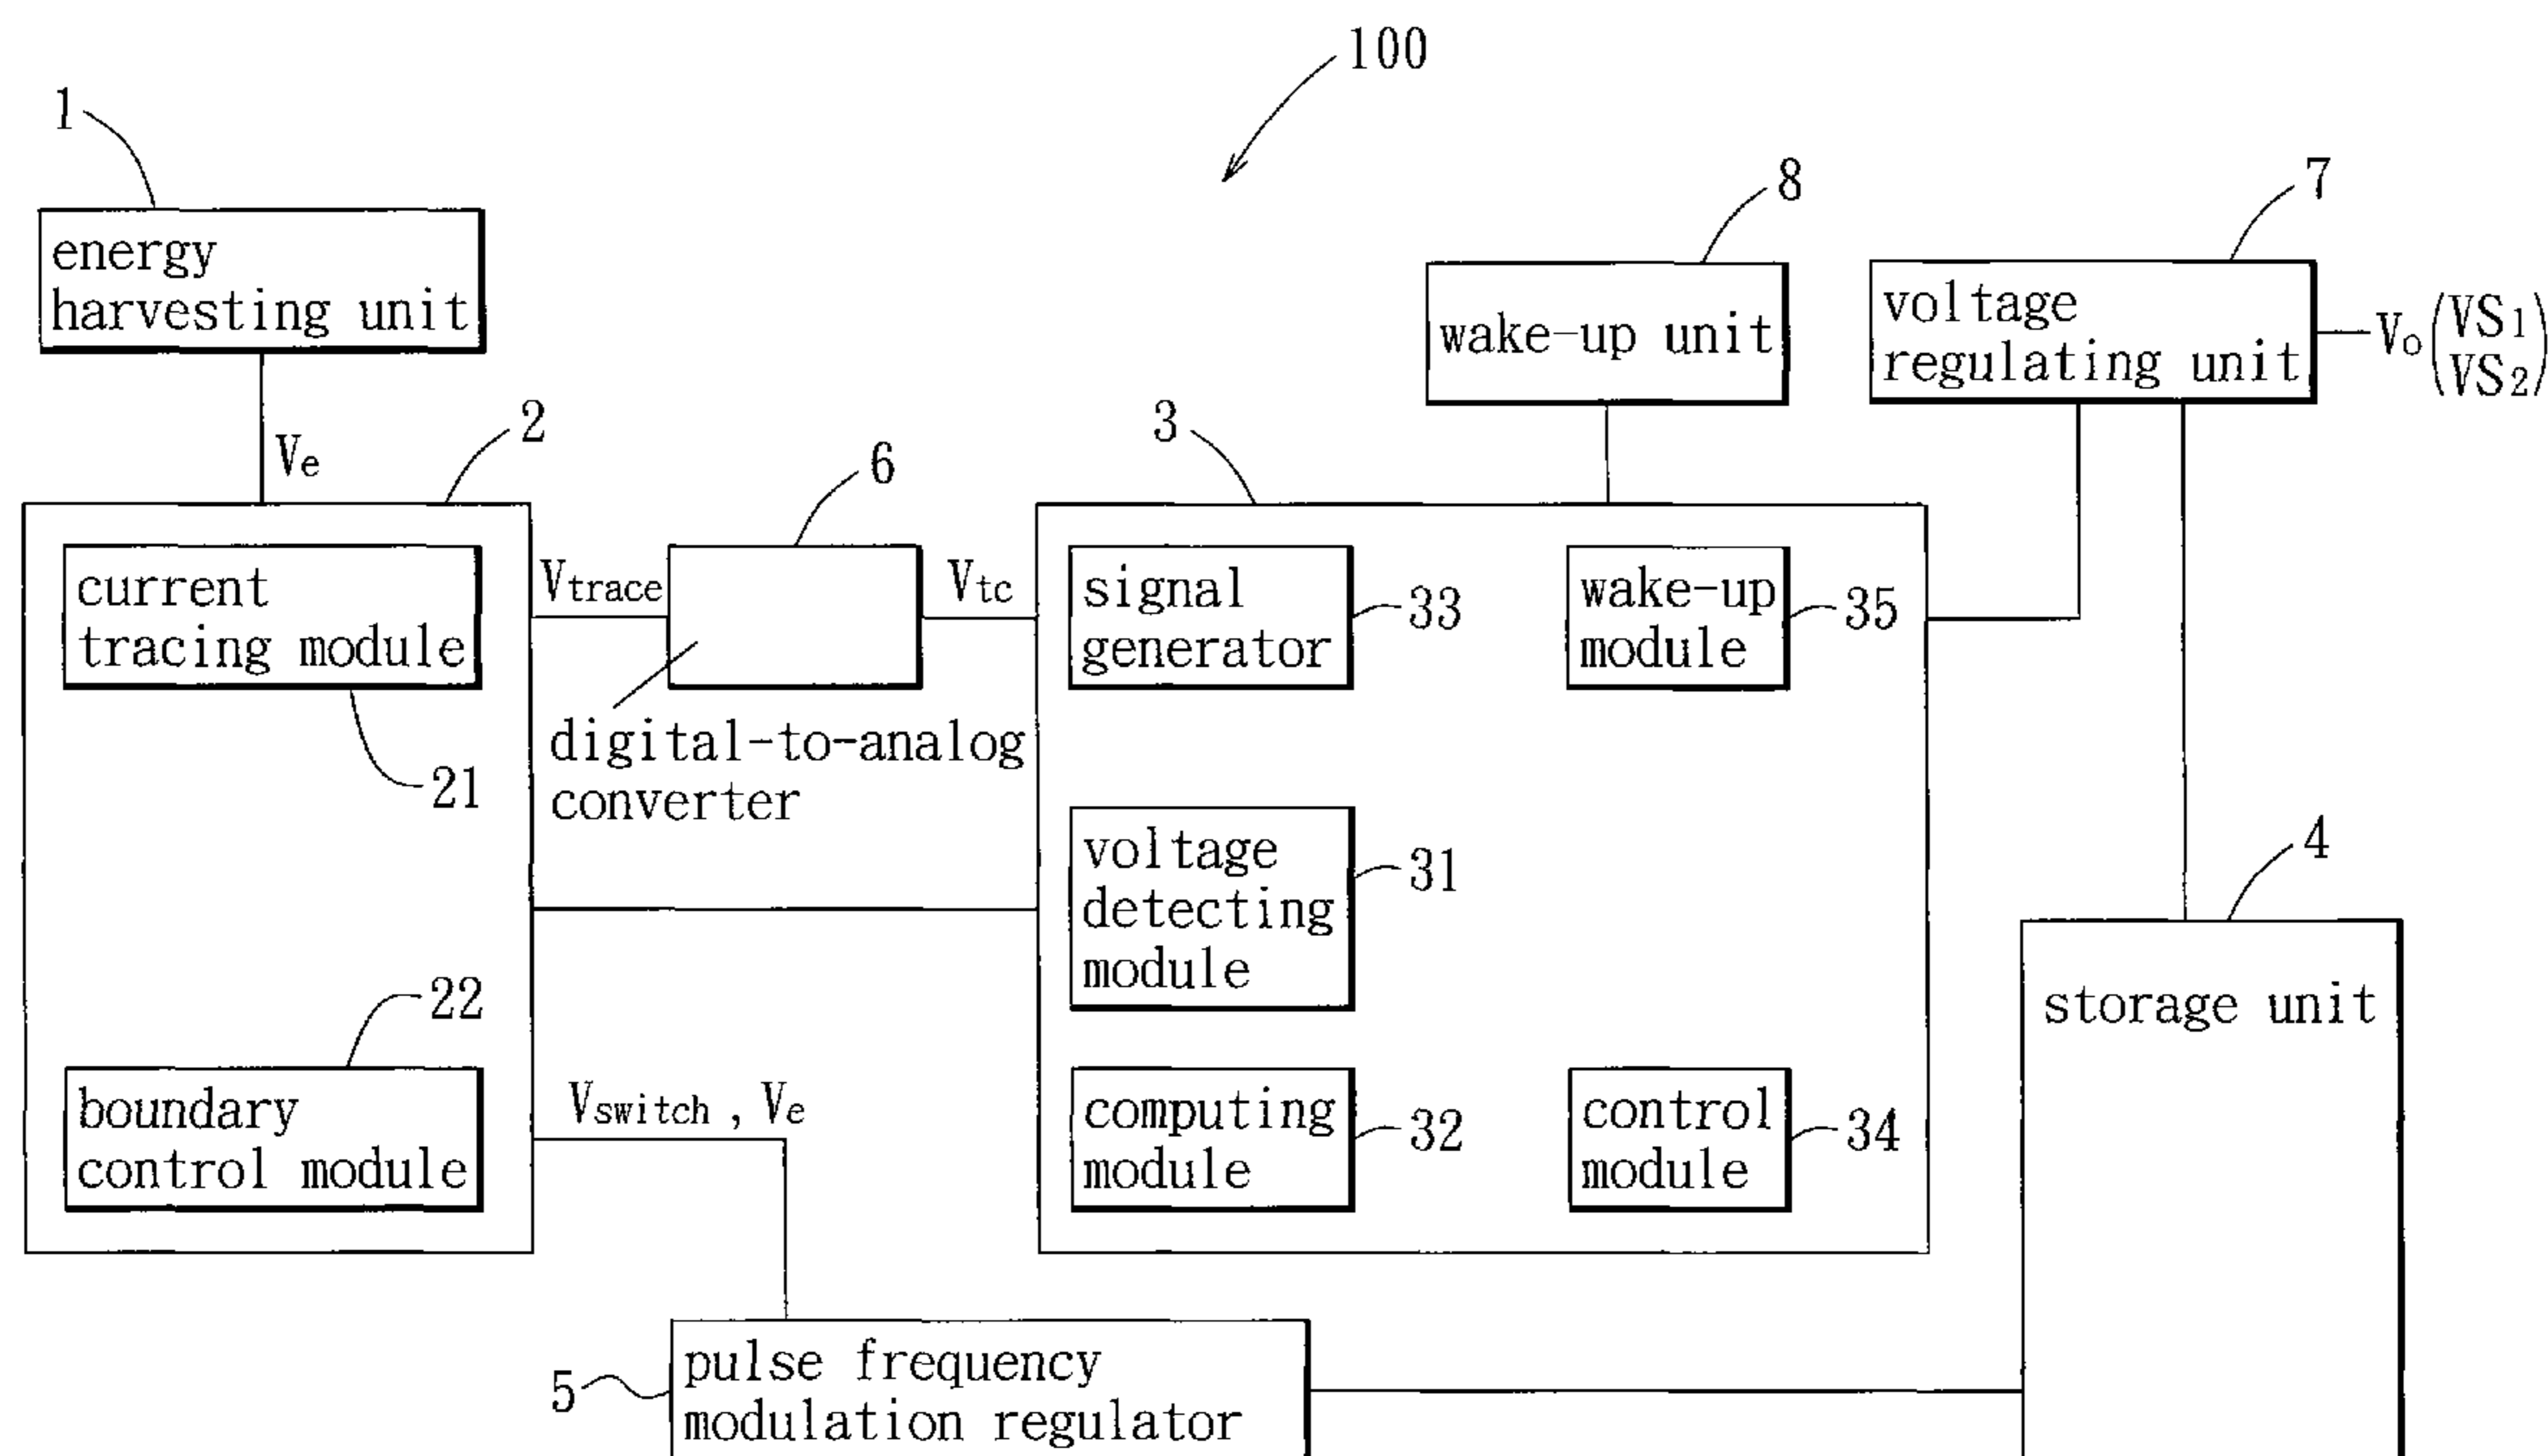 100
1
energy
harvesting unit
8
wake-up unit
7
voltage
regulating unit
Vo(VS1
VS2)
Ve
2
6
3
current
tracing module
21
Vtrace
Vtc
digital-to-analog
converter
signal
generator
33
wake-up
module
35
voltage
detecting
module
31
4
storage unit
22
boundary
control module
Vswitch , Ve
computing
module
32
control
module
34
5
pulse frequency
modulation regulator